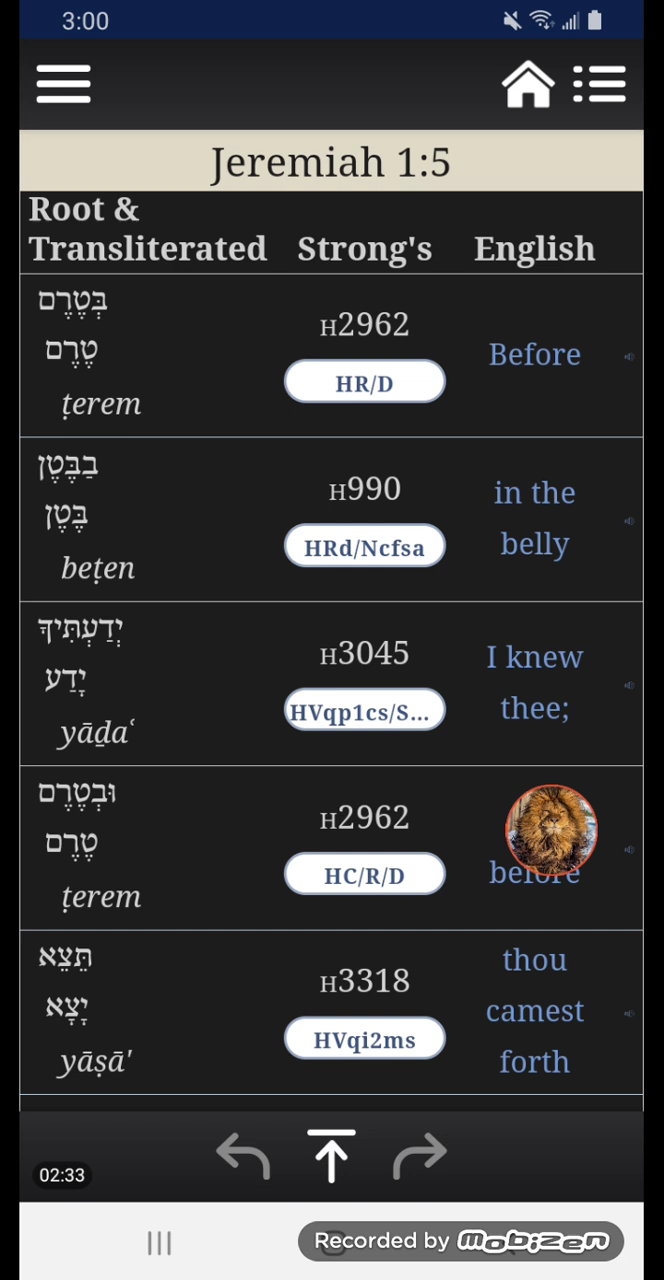 3:00
Jeremiah 1:5
Root &
Transliterated Strong's English
בְּטֶרֶם
טֶרֶם
ṭerem
H2962
HR/D
Before
בַבֶּטֶן
בֶּטֶן
beṭen
H990
HRd/Ncfsa
in the
belly
יְדַעְתִּיךָ
יָדַע
yāḏaʿ
H3045
HVqp1cs/S...
I knew
thee;
וּבְטֶרֶם
טֶרֶם
ṭerem
H2962
HC/R/D
before
תֵּצֵא
יָצָא
yāṣā'
H3318
HVqi2ms
thou
camest
forth
02:33
Recorded by mobizen